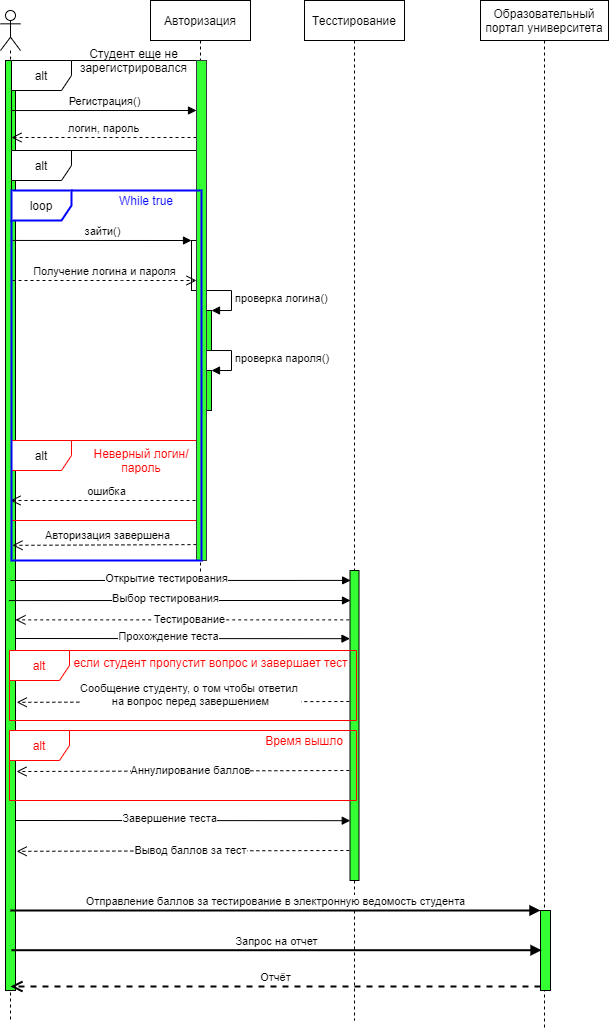 Авторизация
Тесстирование
Образовательный
портал университета
Студент еще не
зарегистрировался
alt
Регистрация()
логин, пароль
alt
loop
While true
зайти()
Получение логина и пароля
проверка логина()
проверка пароля()
alt
Неверный логин/
пароль
ошибка
Авторизация завершена
Открытие тестирования
Выбор тестирования
Тестирование
Прохождение теста
alt
если студент пропустит вопрос и завершает тест
Сообщение студенту, о том чтобы ответил
на вопрос перед завершением
alt
Время вышло
Аннулирование баллов
Завершение теста
Вывод баллов за тест
Отправление баллов за тестирование в электронную ведомость студента
Запрос на отчет
Отчёт